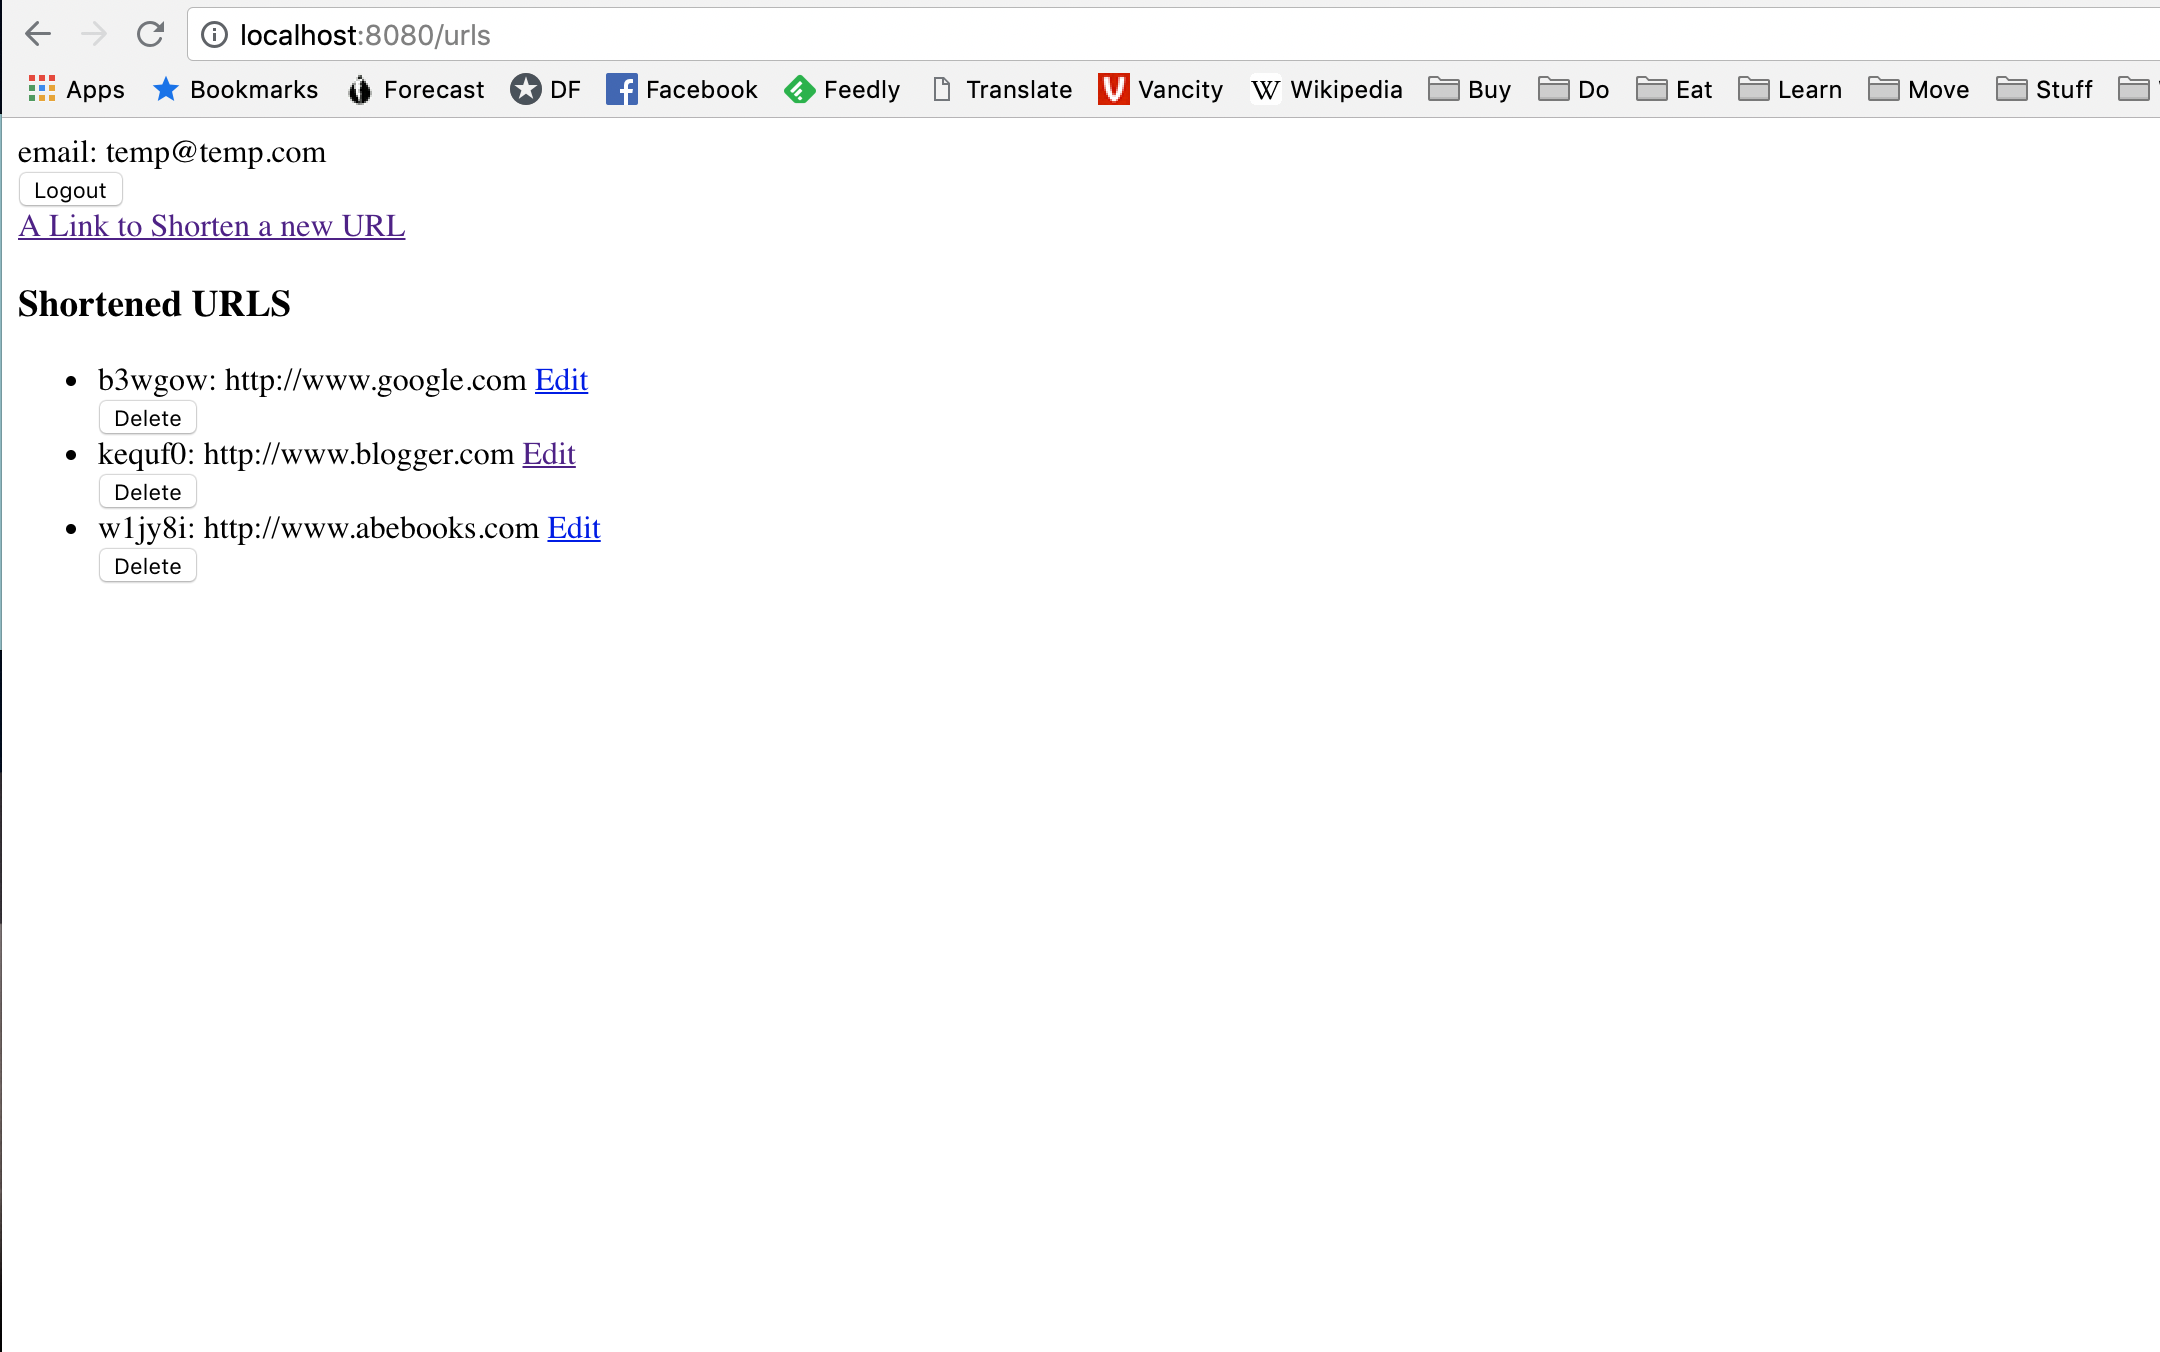 localhost:8080/urls
Apps Bookmarks Forecast DF Facebook Feedly Translate Vancity Wikipedia Buy Do Eat Learn Move Stuff
email: temp@temp.com
Logout
A Link to Shorten a new URL
Shortened URLS
b3wgow: http://www.google.com Edit
Delete
kequf0: http://www.blogger.com Edit
Delete
w1jy8i: http://www.abebooks.com Edit
Delete